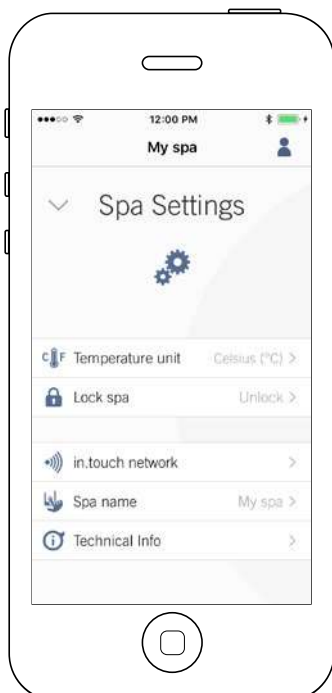 12:00 PM
My spa
Spa Settings
C F Temperature unit Celsius (°C) >
Lock spa Unlock >
in.touch network >
Spa name My spa >
Technical Info >